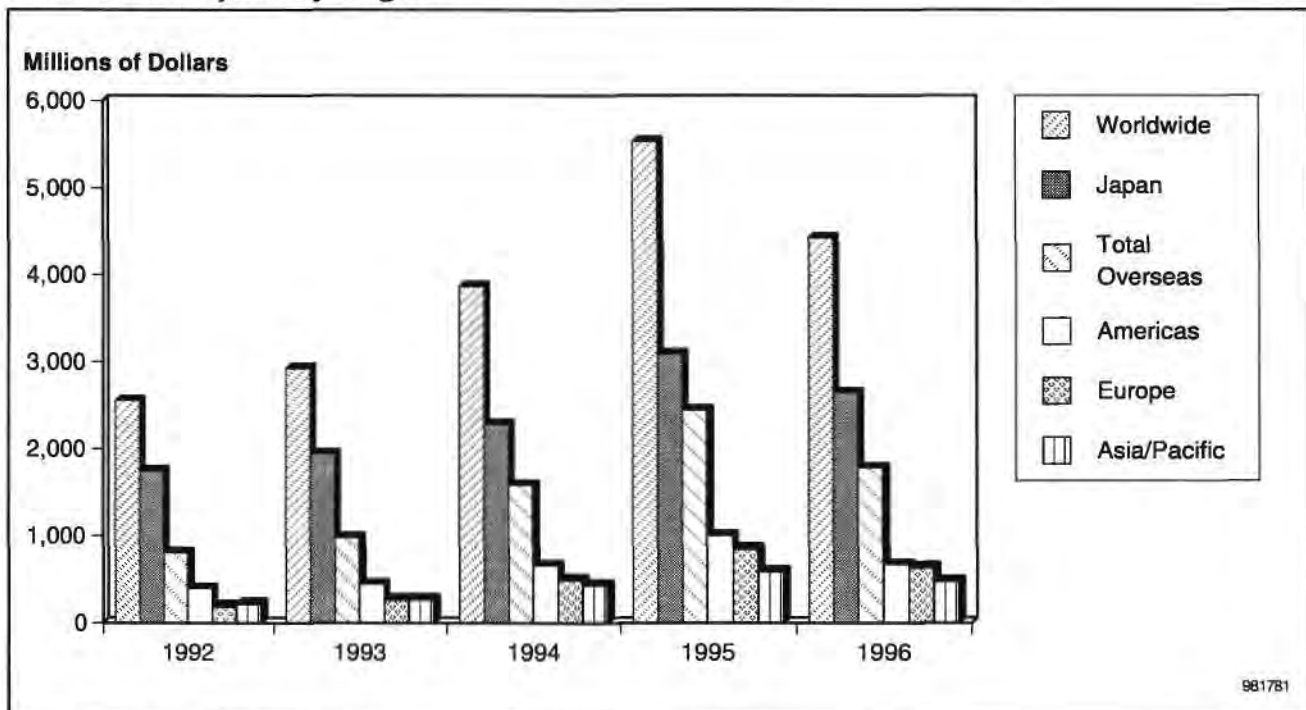 Millions of Dollars
6,000
5,000
4,000
3,000
2,000
1,000
0
1992 1993 1994 1995 1996
Worldwide
Japan
Total
Overseas
Americas
Europe
Asia/Pacific
981781